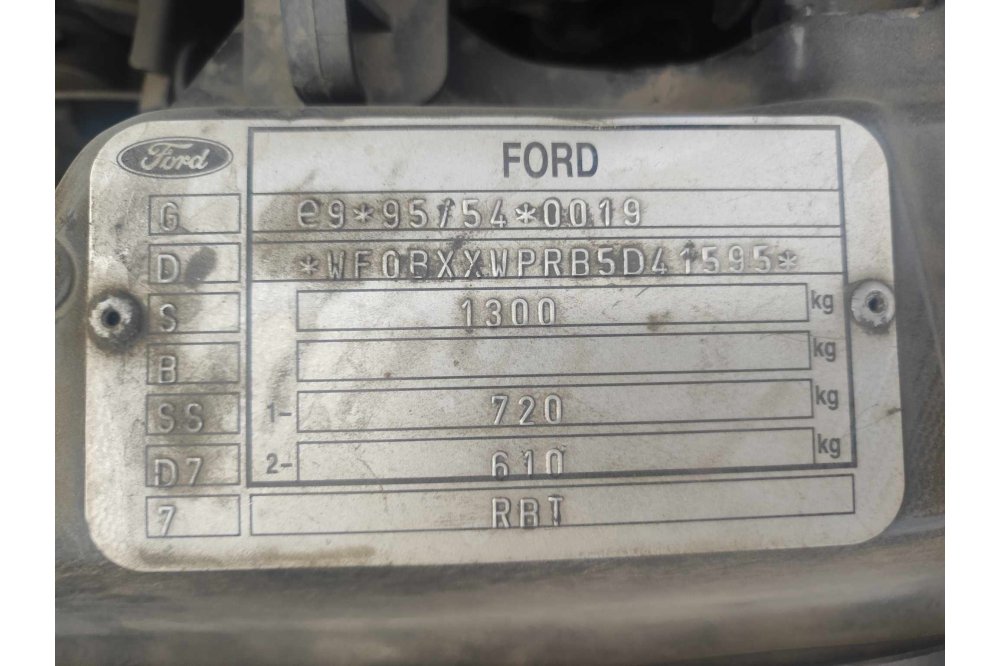 Ford FORD
G e9*95/54*0019
D *WF0BXXWPRB5D41595*
S 1300 kg
B kg
SS 1- 720 kg
D7 2- 610 kg
7 RBT